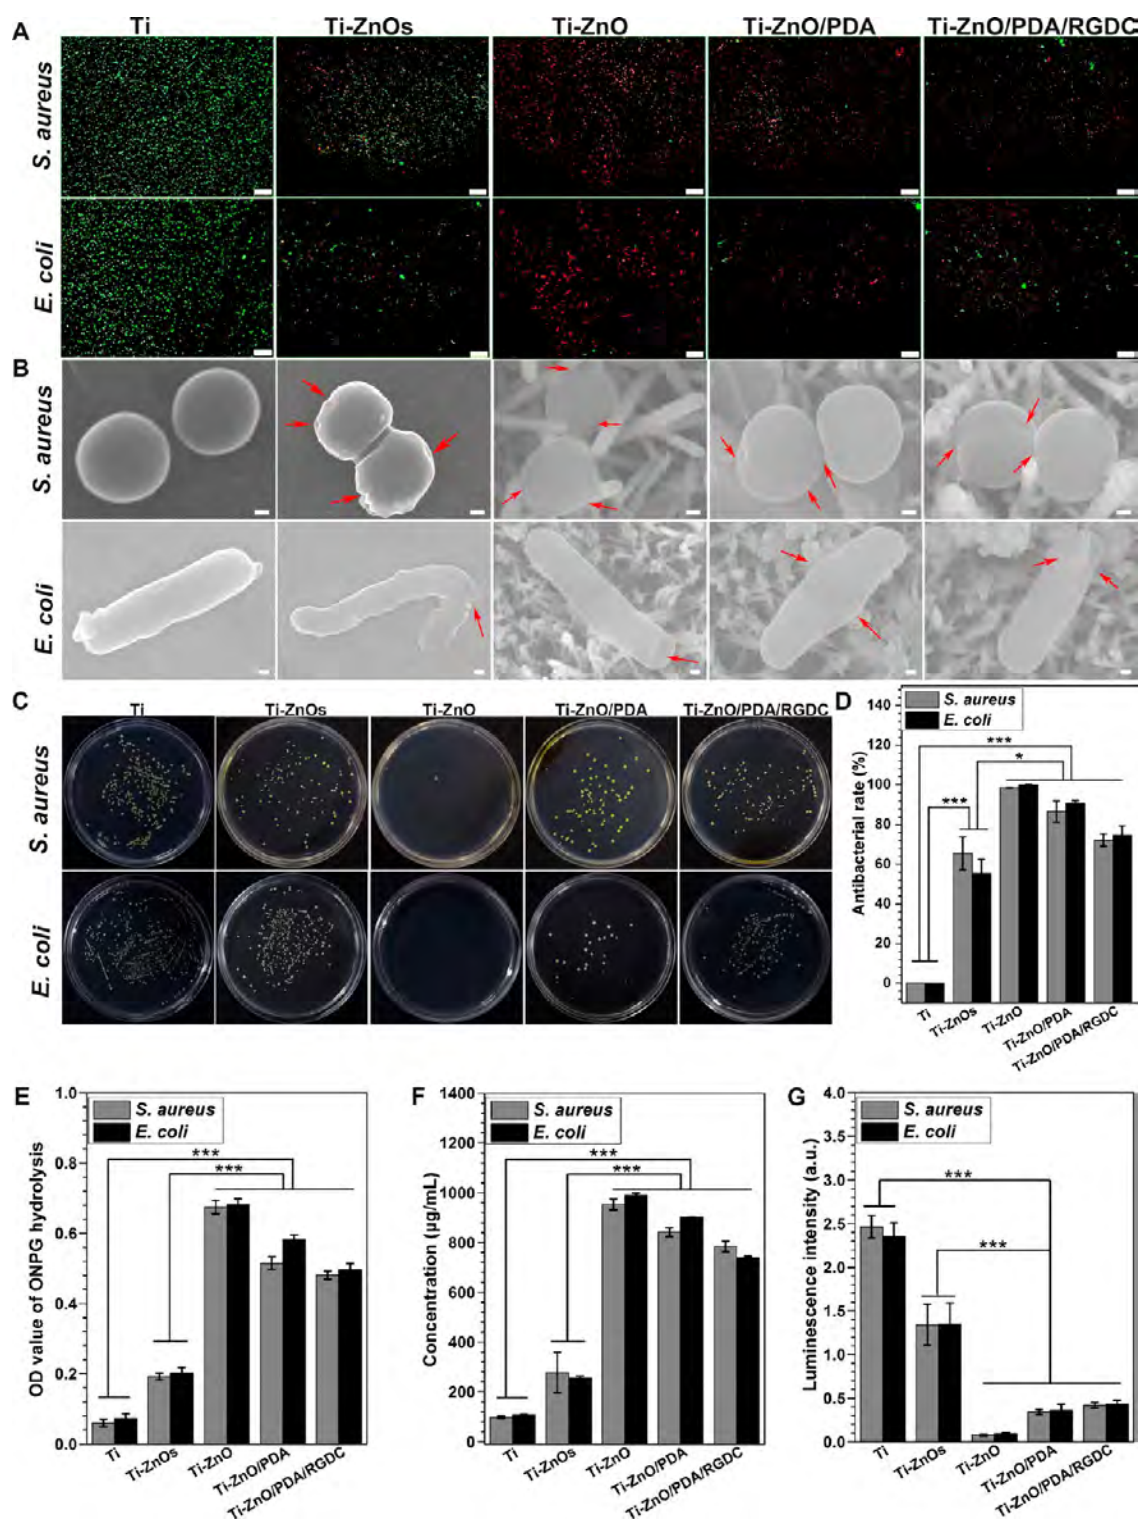 A
Ti
Ti-ZnOs
Ti-ZnO
Ti-ZnO/PDA
Ti-ZnO/PDA/RGDC
S. aureus
E. coli
B
S. aureus
E. coli
C
Ti
Ti-ZnOs
Ti-ZnO
Ti-ZnO/PDA
Ti-ZnO/PDA/RGDC
S. aureus
E. coli
D
S. aureus
E. coli
Antibacterial rate (%)
140
120
100
80
60
40
20
0
***
*
***
Ti
Ti-ZnOs
Ti-ZnO
Ti-ZnO/PDA
Ti-ZnO/PDA/RGDC
E
S. aureus
E. coli
OD value of ONPG hydrolysis
1.0
0.8
0.6
0.4
0.2
0.0
***
***
Ti
Ti-ZnOs
Ti-ZnO
Ti-ZnO/PDA
Ti-ZnO/PDA/RGDC
F
S. aureus
E. coli
Concentration (µg/mL)
1400
1200
1000
800
600
400
200
0
***
***
Ti
Ti-ZnOs
Ti-ZnO
Ti-ZnO/PDA
Ti-ZnO/PDA/RGDC
G
S. aureus
E. coli
Luminescence intensity (a.u.)
4.0
3.5
3.0
2.5
2.0
1.5
1.0
0.5
0.0
***
***
Ti
Ti-ZnOs
Ti-ZnO
Ti-ZnO/PDA
Ti-ZnO/PDA/RGDC